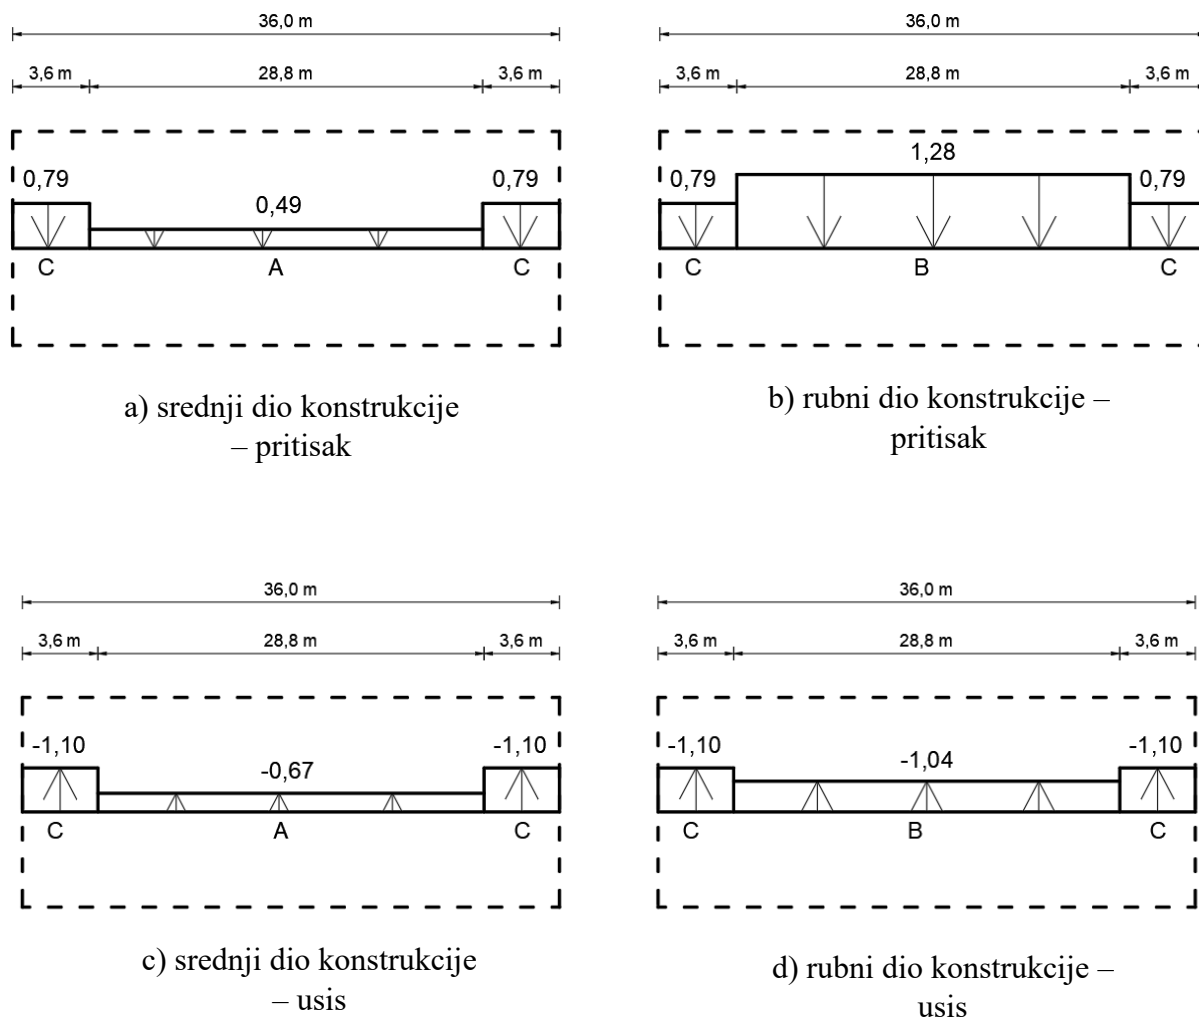 36,0 m
36,0 m
3,6 m 28,8 m 3,6 m
3,6 m 28,8 m 3,6 m
0,79 0,49 0,79
0,79 1,28 0,79
C A C
C B C
a) srednji dio konstrukcije
– pritisak
b) rubni dio konstrukcije –
pritisak
36,0 m
36,0 m
3,6 m 28,8 m 3,6 m
3,6 m 28,8 m 3,6 m
-1,10 -0,67 -1,10
-1,10 -1,04 -1,10
C A C
C B C
c) srednji dio konstrukcije
– usis
d) rubni dio konstrukcije –
usis